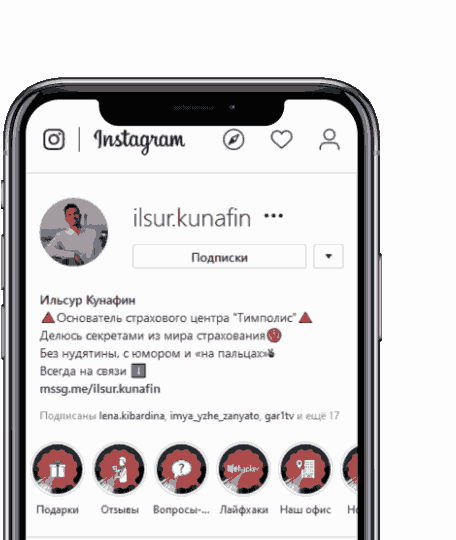 Instagram
ilsur.kunafin
Подписки
Ильсур Кунафин
Основатель страхового центра "Тимполис"
Делюсь секретами из мира страхования
Без нудятины, с юмором и «на пальцах»
Всегда на связи
mssg.me/ilsur.kunafin
Подписаны lena.kibardina, imya_yzhe_zanyato, gar1tv и ещё 17
Подарки Отзывы Вопросы-... Лайфхаки Наш офис Но